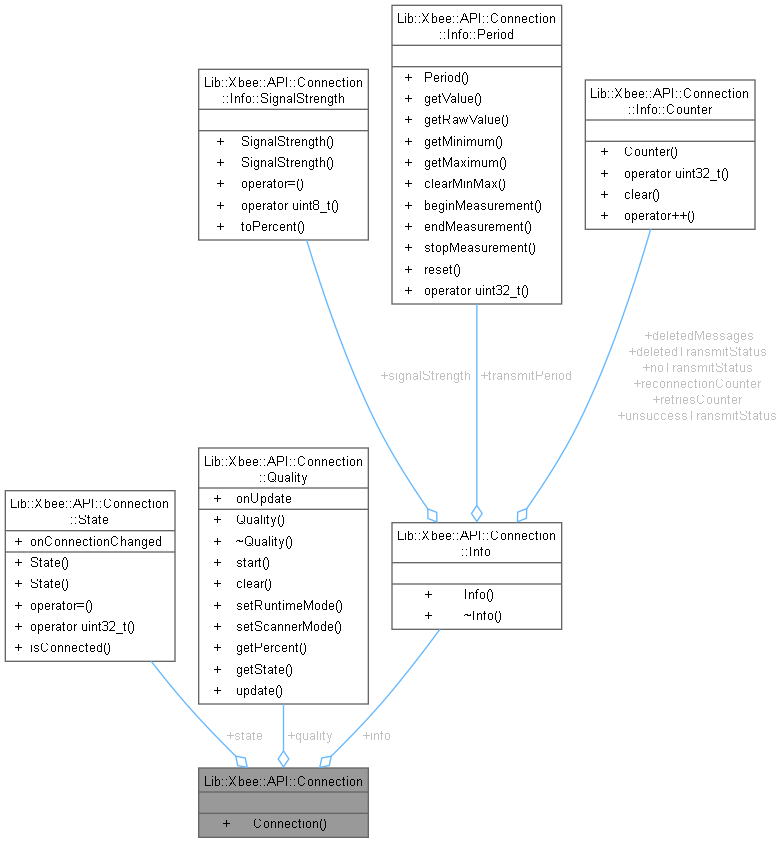 Lib::Xbee::API::Connection
::Info::Period
+ Period()
+ getValue()
+ getRawValue()
+ getMinimum()
+ getMaximum()
+ clearMinMax()
+ beginMeasurement()
+ endMeasurement()
+ stopMeasurement()
+ reset()
+ operator uint32_t()
Lib::Xbee::API::Connection
::Info::SignalStrength
+ SignalStrength()
+ SignalStrength()
+ operator=()
+ operator uint8_t()
+ toPercent()
Lib::Xbee::API::Connection
::Info::Counter
+ Counter()
+ operator uint32_t()
+ clear()
+ operator++()
+signalStrength
+transmitPeriod
+deletedMessages
+deletedTransmitStatus
+noTransmitStatus
+reconnectionCounter
+retriesCounter
+unsuccessTransmitStatus
Lib::Xbee::API::Connection
::State
+ onConnectionChanged
+ State()
+ State()
+ operator=()
+ operator uint32_t()
+ isConnected()
Lib::Xbee::API::Connection
::Quality
+ onUpdate
+ Quality()
+ ~Quality()
+ start()
+ clear()
+ setRuntimeMode()
+ setScannerMode()
+ getPercent()
+ getState()
+ update()
Lib::Xbee::API::Connection
::Info
+ Info()
+ ~Info()
+state
+quality
+info
Lib::Xbee::API::Connection
+ Connection()